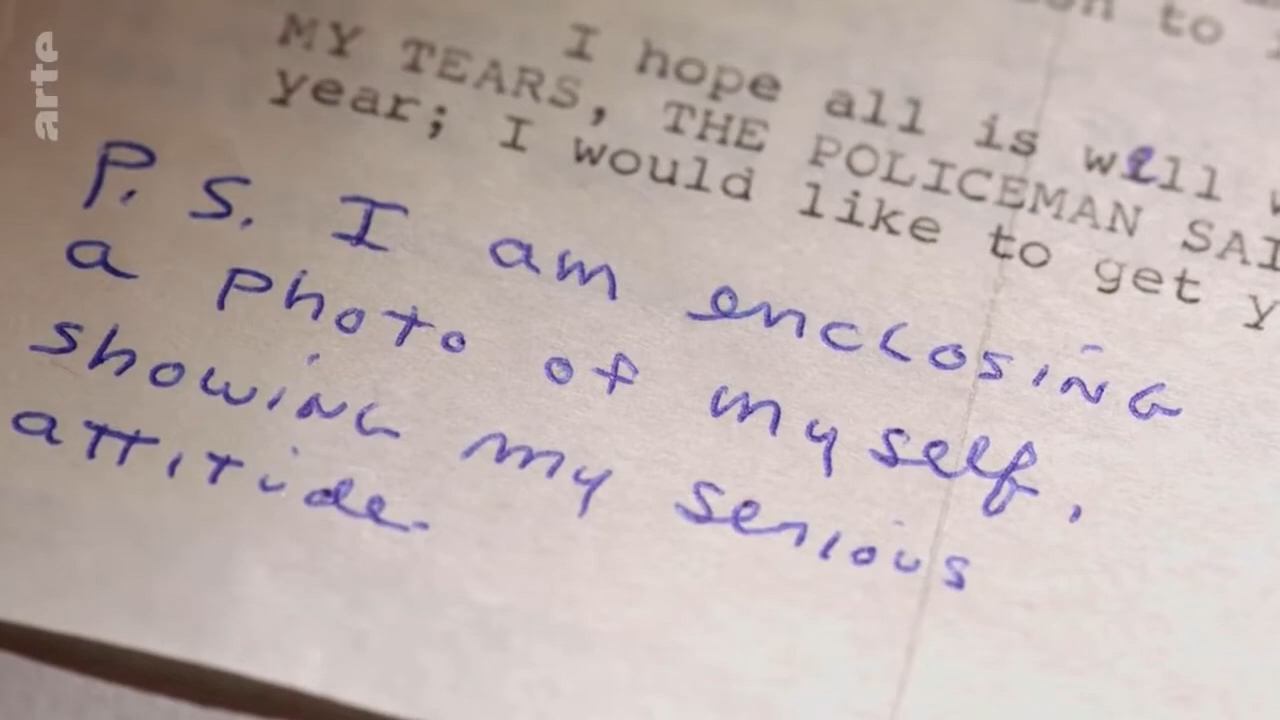 arte
on to
I hope all is well
MY TEARS, THE POLICEMAN SAI
year; I would like to get y
P.S. I am enclosing
a photo of myself,
showing my serious
attitude